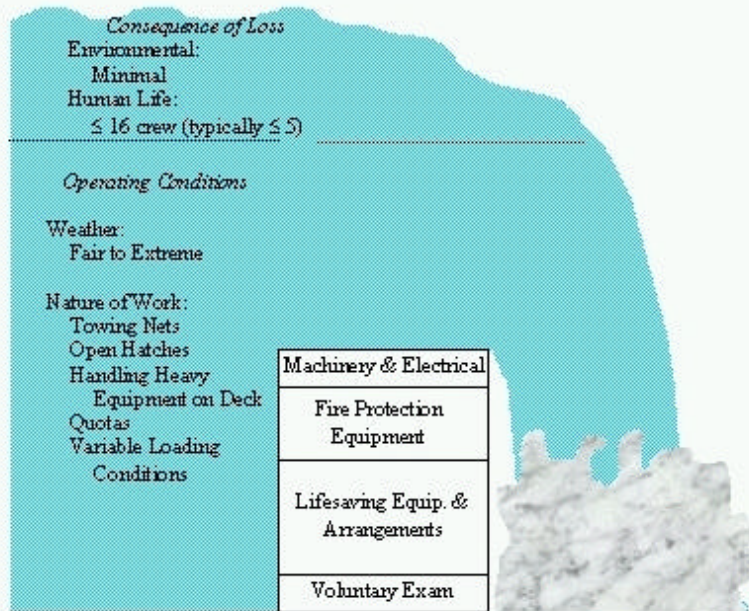 Consequence of Loss
Environmental:
Minimal
Human Life:
≤ 16 crew (typically ≤ 5)
Operating Conditions
Weather:
Fair to Extreme
Nature of Work:
Towing Nets
Open Hatches
Handling Heavy
Equipment on Deck
Quotas
Variable Loading
Conditions
Machinery & Electrical
Fire Protection
Equipment
Lifesaving Equip. &
Arrangements
Voluntary Exam